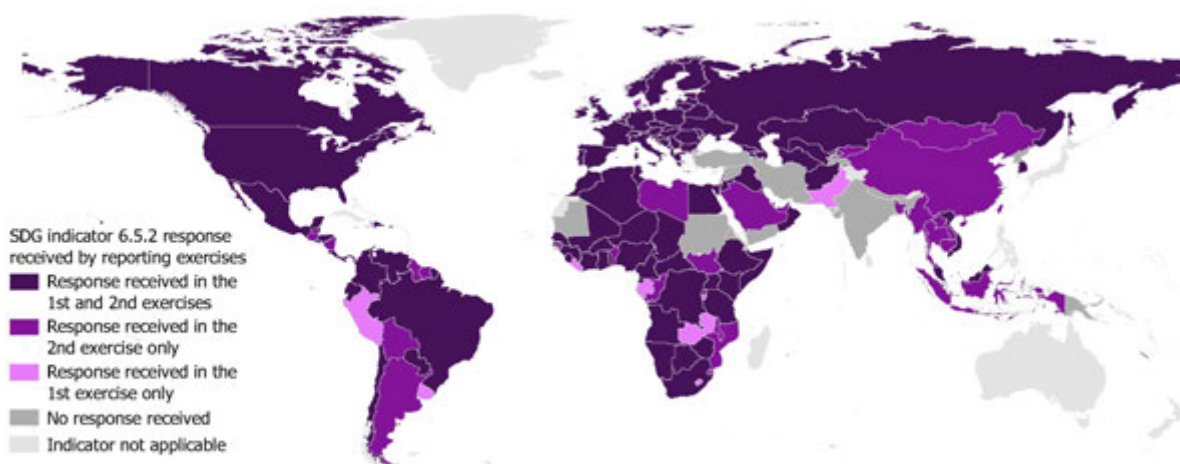 SDG indicator 6.5.2 response
received by reporting exercises
Response received in the
1st and 2nd exercises
Response received in the
2nd exercise only
Response received in the
1st exercise only
No response received
Indicator not applicable